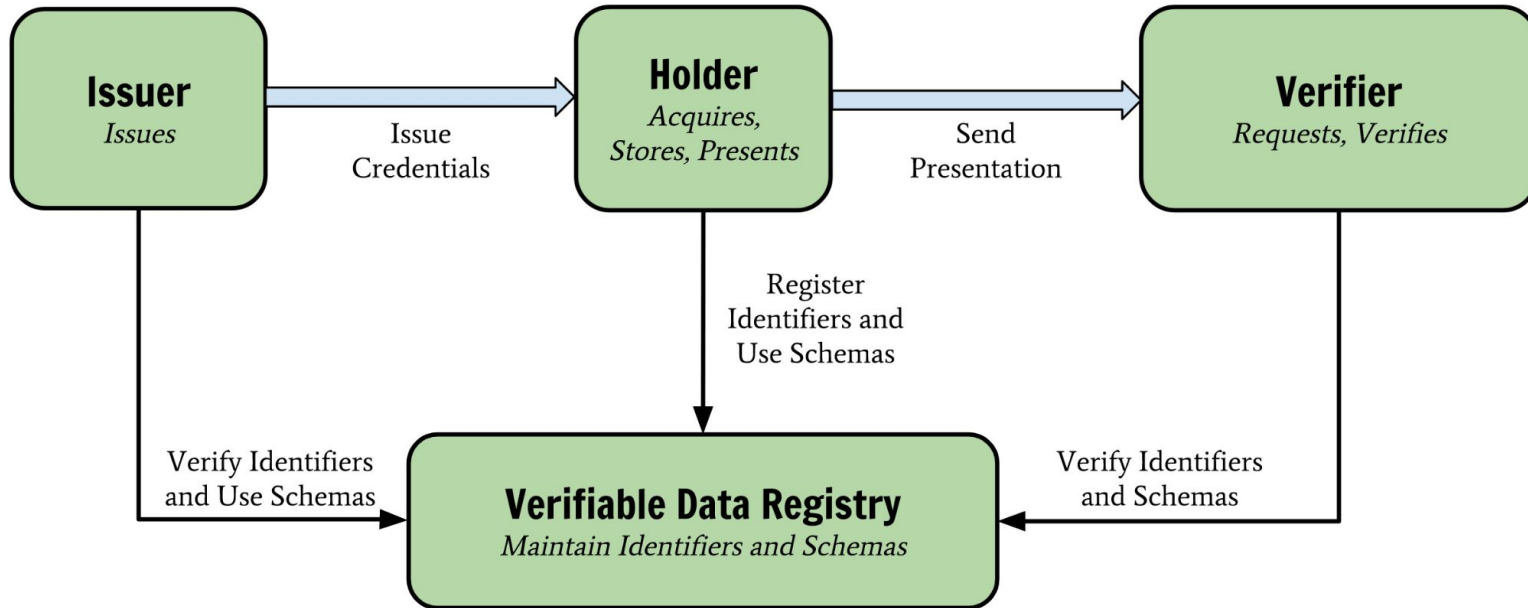 Issuer
Issues
Issue
Credentials
Holder
Acquires,
Stores, Presents
Send
Presentation
Verifier
Requests, Verifies
Register
Identifiers and
Use Schemas
Verify Identifiers
and Use Schemas
Verifiable Data Registry
Maintain Identifiers and Schemas
Verify Identifiers
and Schemas